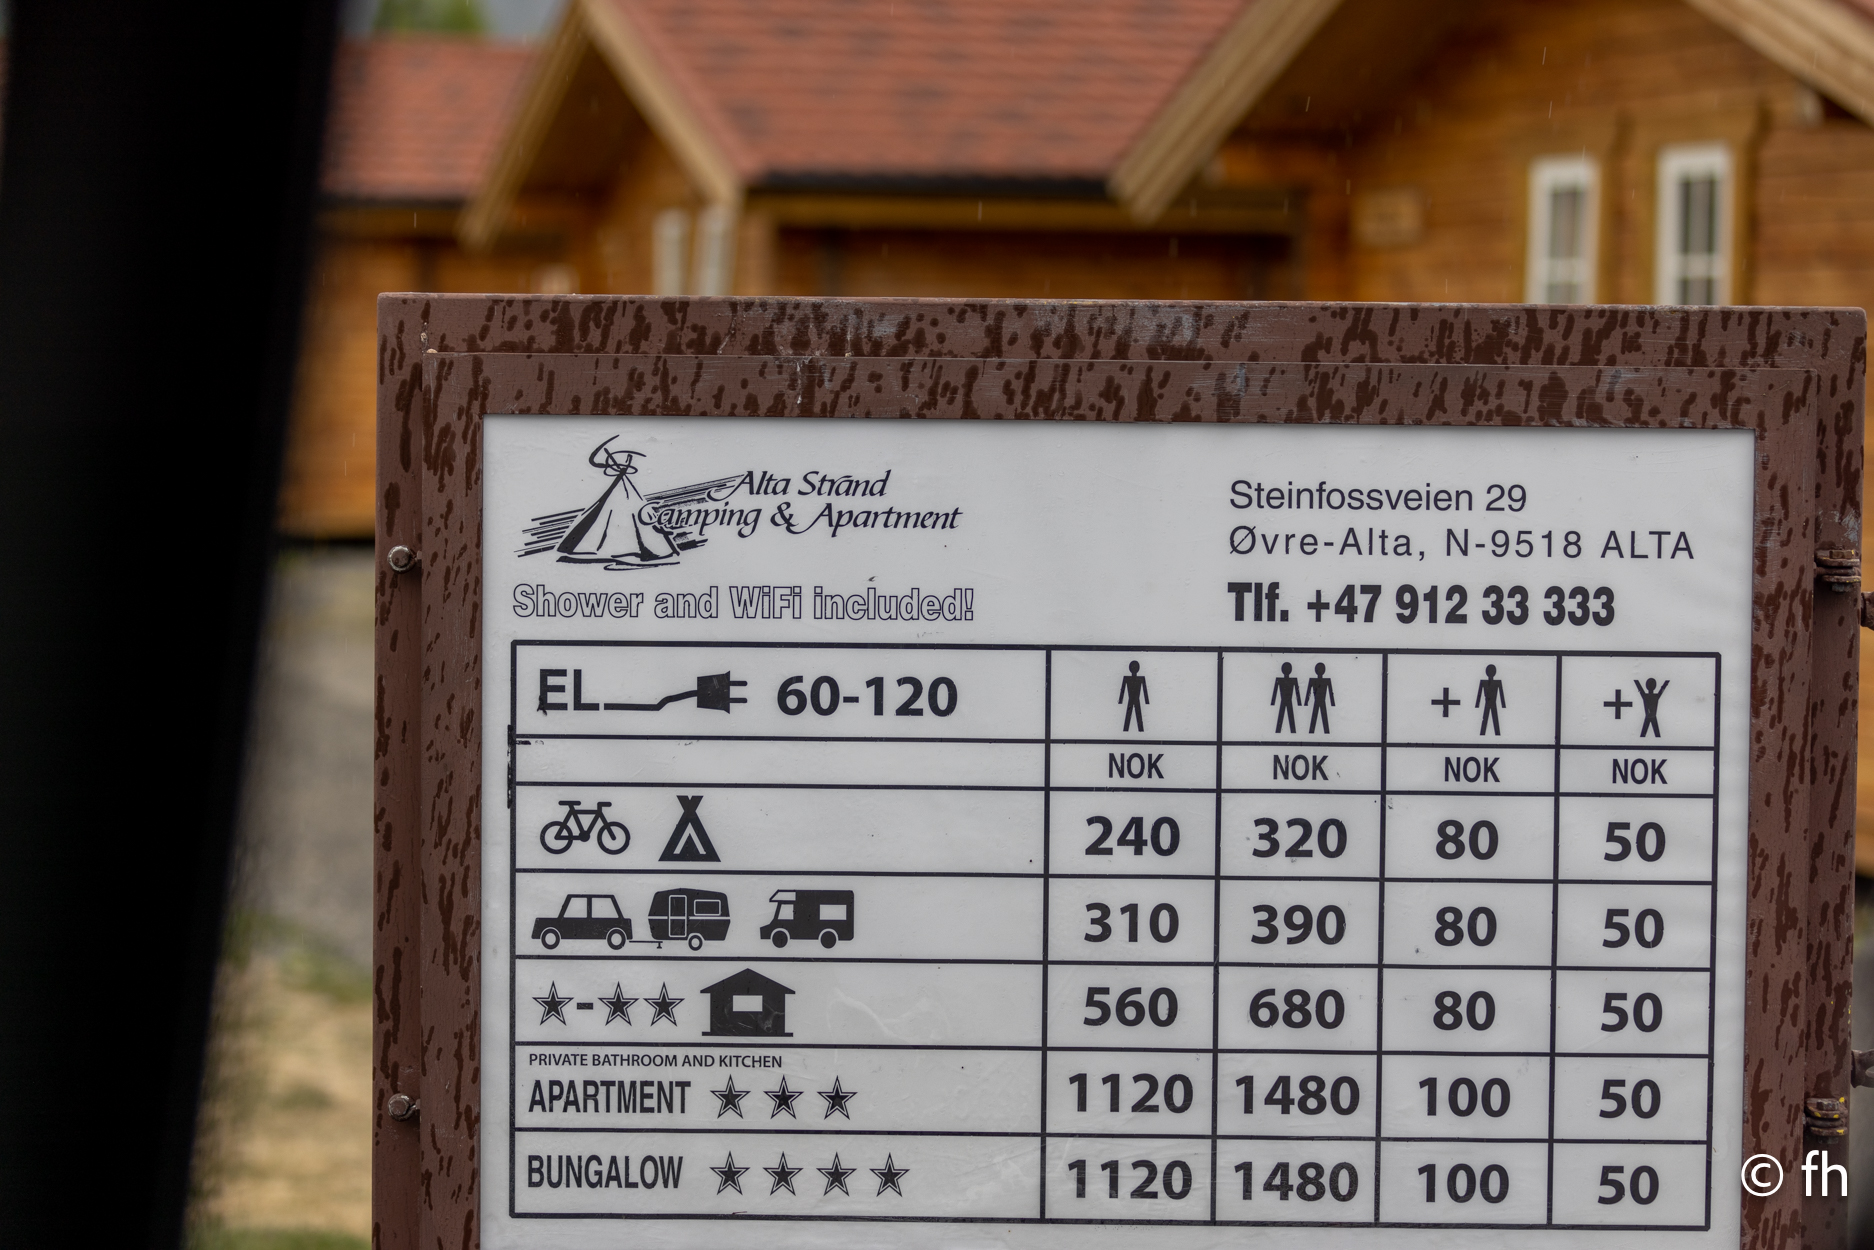 Alta Strand
Camping & Apartment
Shower and WiFi included!
Steinfossveien 29
Øvre-Alta, N-9518 ALTA
Tlf. +47 912 33 333
EL 60-120 + +
NOK NOK NOK NOK
240 320 80 50
310 390 80 50
- 560 680 80 50
PRIVATE BATHROOM AND KITCHEN
APARTMENT 1120 1480 100 50
BUNGALOW 1120 1480 100 50
© fh